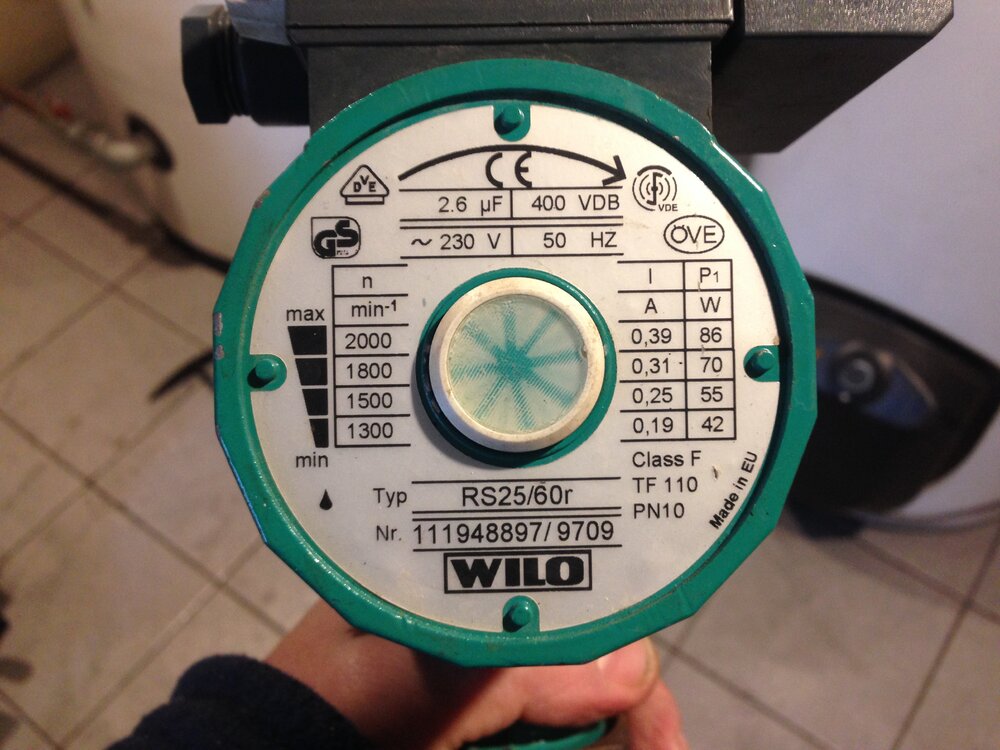 CE
DVE
VDE
2.6 µF 400 VDB
GS
~ 230 V 50 HZ
ÖVE
n
min-1
max
2000
1800
1500
1300
min
I P1
A W
0,39 86
0,31 70
0,25 55
0,19 42
Class F
TF 110
PN10
Made in EU
Typ RS25/60r
Nr. 111948897/9709
WILO